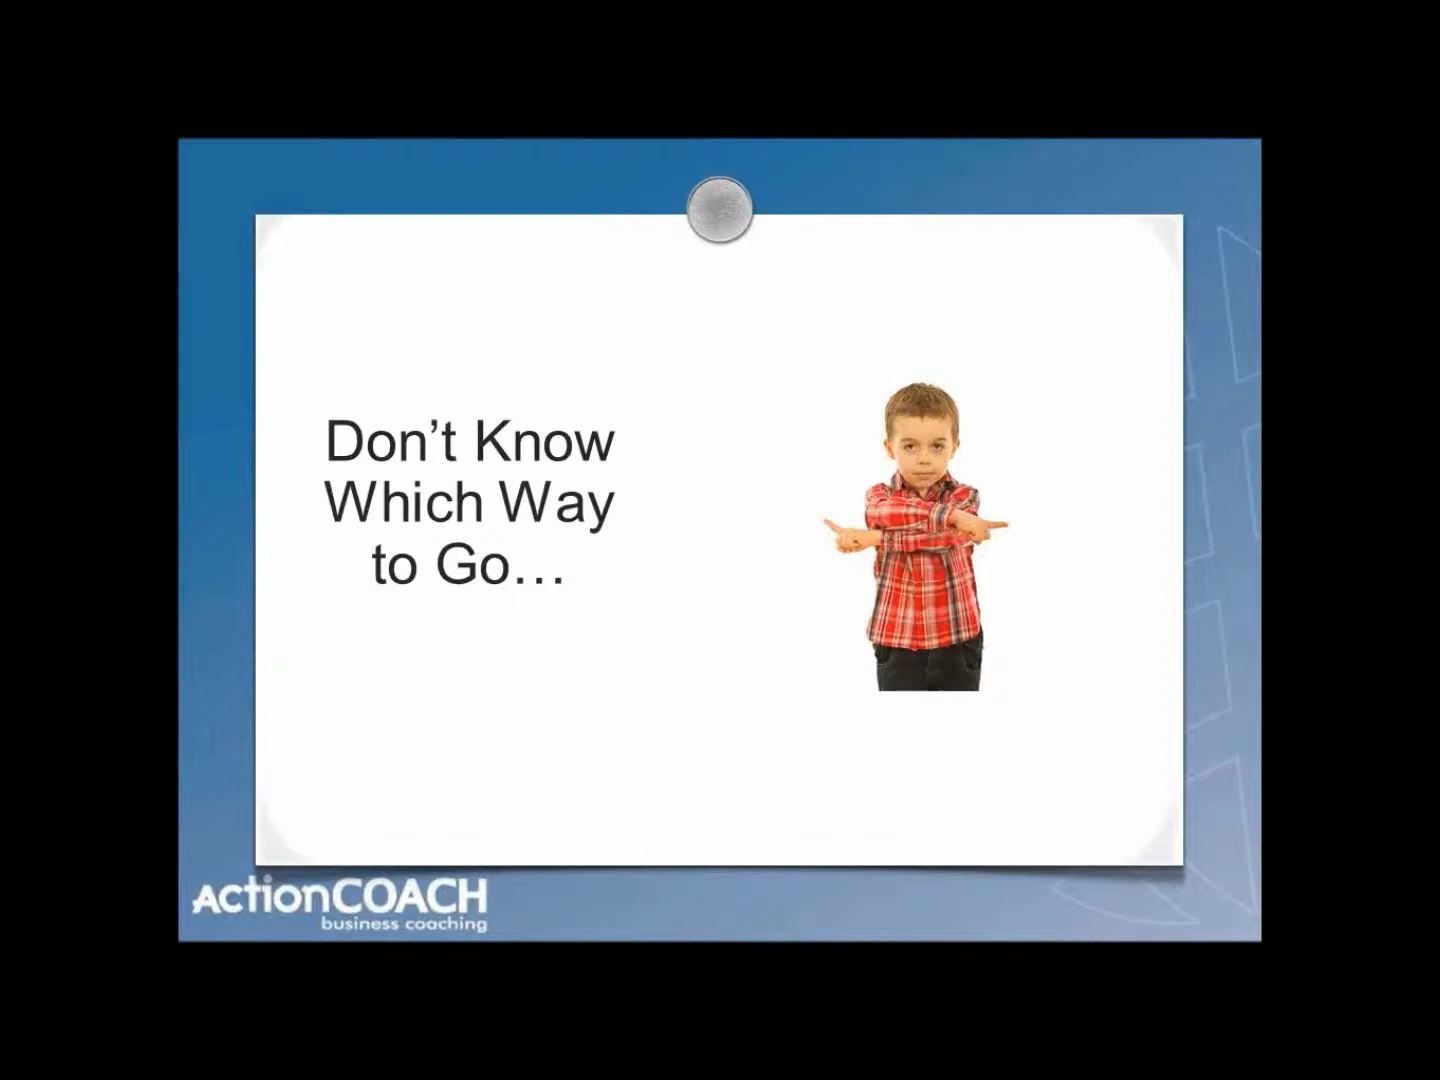 Don’t Know
Which Way
to Go…
ActionCOACH
business coaching